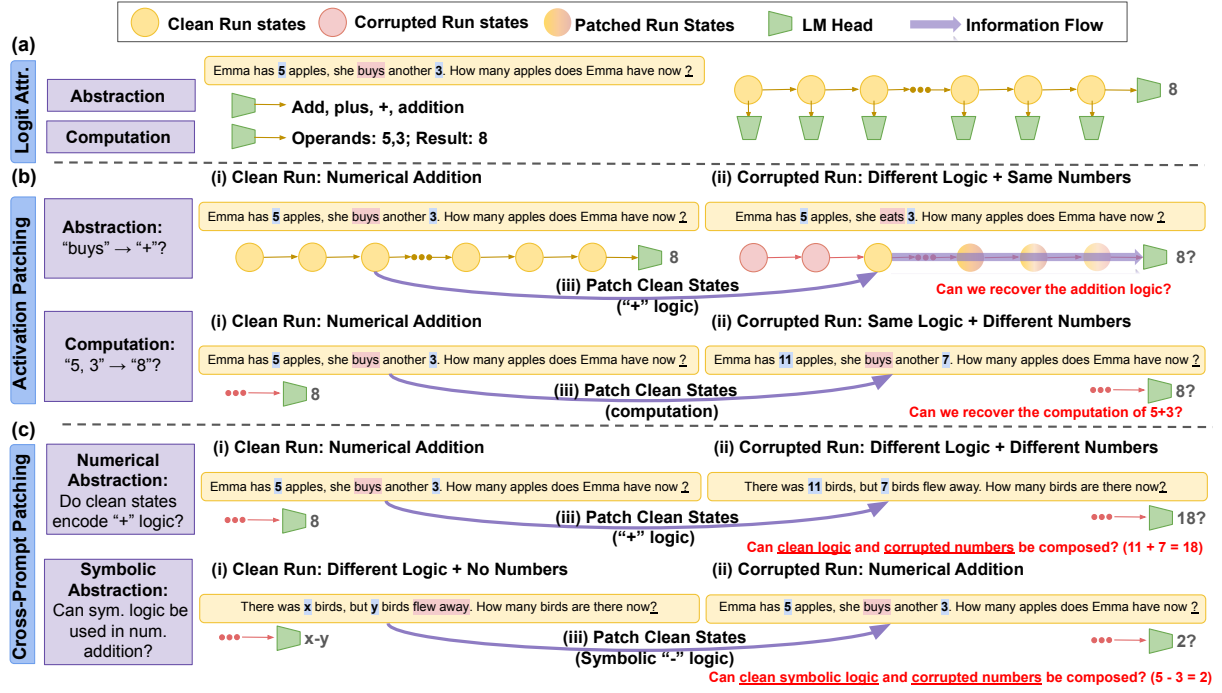 Clean Run states
Corrupted Run states
Patched Run States
LM Head
Information Flow
(a)
Logit Attr.
Abstraction
Computation
Emma has 5 apples, she buys another 3. How many apples does Emma have now ?
Add, plus, +, addition
Operands: 5,3; Result: 8
8
(b)
Activation Patching
(i) Clean Run: Numerical Addition
(ii) Corrupted Run: Different Logic + Same Numbers
Abstraction:
“buys” → “+”?
Emma has 5 apples, she buys another 3. How many apples does Emma have now ?
8
Emma has 5 apples, she eats 3. How many apples does Emma have now ?
8?
(iii) Patch Clean States
(“+” logic)
Can we recover the addition logic?
(i) Clean Run: Numerical Addition
(ii) Corrupted Run: Same Logic + Different Numbers
Computation:
“5, 3” → “8”?
Emma has 5 apples, she buys another 3. How many apples does Emma have now ?
8
Emma has 11 apples, she buys another 7. How many apples does Emma have now ?
8?
(iii) Patch Clean States
(computation)
Can we recover the computation of 5+3?
(c)
Cross-Prompt Patching
(i) Clean Run: Numerical Addition
(ii) Corrupted Run: Different Logic + Different Numbers
Numerical
Abstraction:
Do clean states
encode “+” logic?
Emma has 5 apples, she buys another 3. How many apples does Emma have now ?
8
There was 11 birds, but 7 birds flew away. How many birds are there now?
18?
(iii) Patch Clean States
(“+” logic)
Can clean logic and corrupted numbers be composed? (11 + 7 = 18)
(i) Clean Run: Different Logic + No Numbers
(ii) Corrupted Run: Numerical Addition
Symbolic
Abstraction:
Can sym. logic be
used in num.
addition?
There was x birds, but y birds flew away. How many birds are there now?
x-y
Emma has 5 apples, she buys another 3. How many apples does Emma have now ?
2?
(iii) Patch Clean States
(Symbolic “-” logic)
Can clean symbolic logic and corrupted numbers be composed? (5 - 3 = 2)